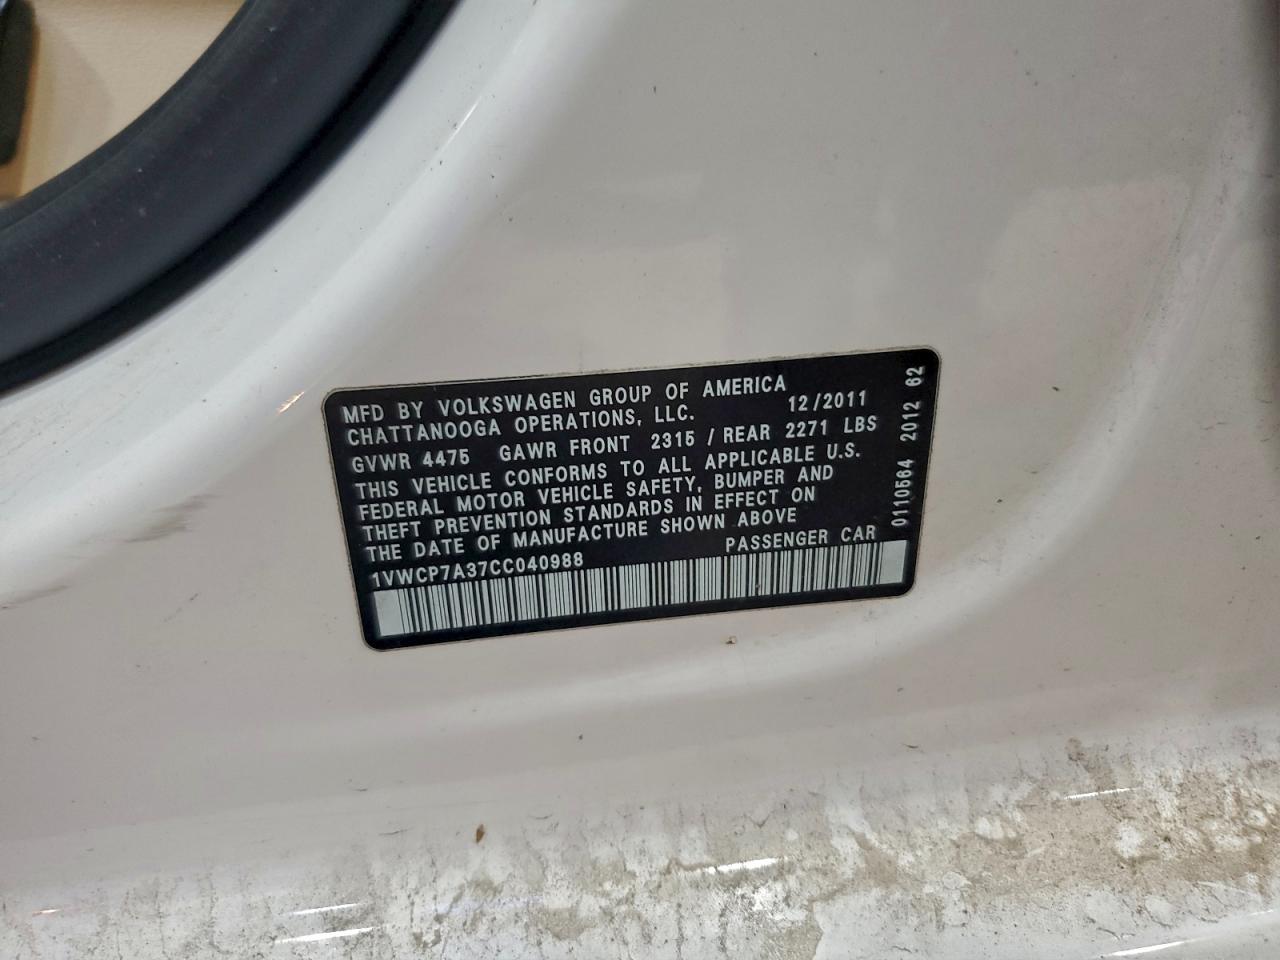 MFD BY VOLKSWAGEN GROUP OF AMERICA
CHATTANOOGA OPERATIONS, LLC. 12/2011
GVWR 4475 GAWR FRONT 2315 / REAR 2271 LBS
THIS VEHICLE CONFORMS TO ALL APPLICABLE U.S.
FEDERAL MOTOR VEHICLE SAFETY, BUMPER AND
THEFT PREVENTION STANDARDS IN EFFECT ON
THE DATE OF MANUFACTURE SHOWN ABOVE
1VWCP7A37CC040988 PASSENGER CAR
0110564 2012 62